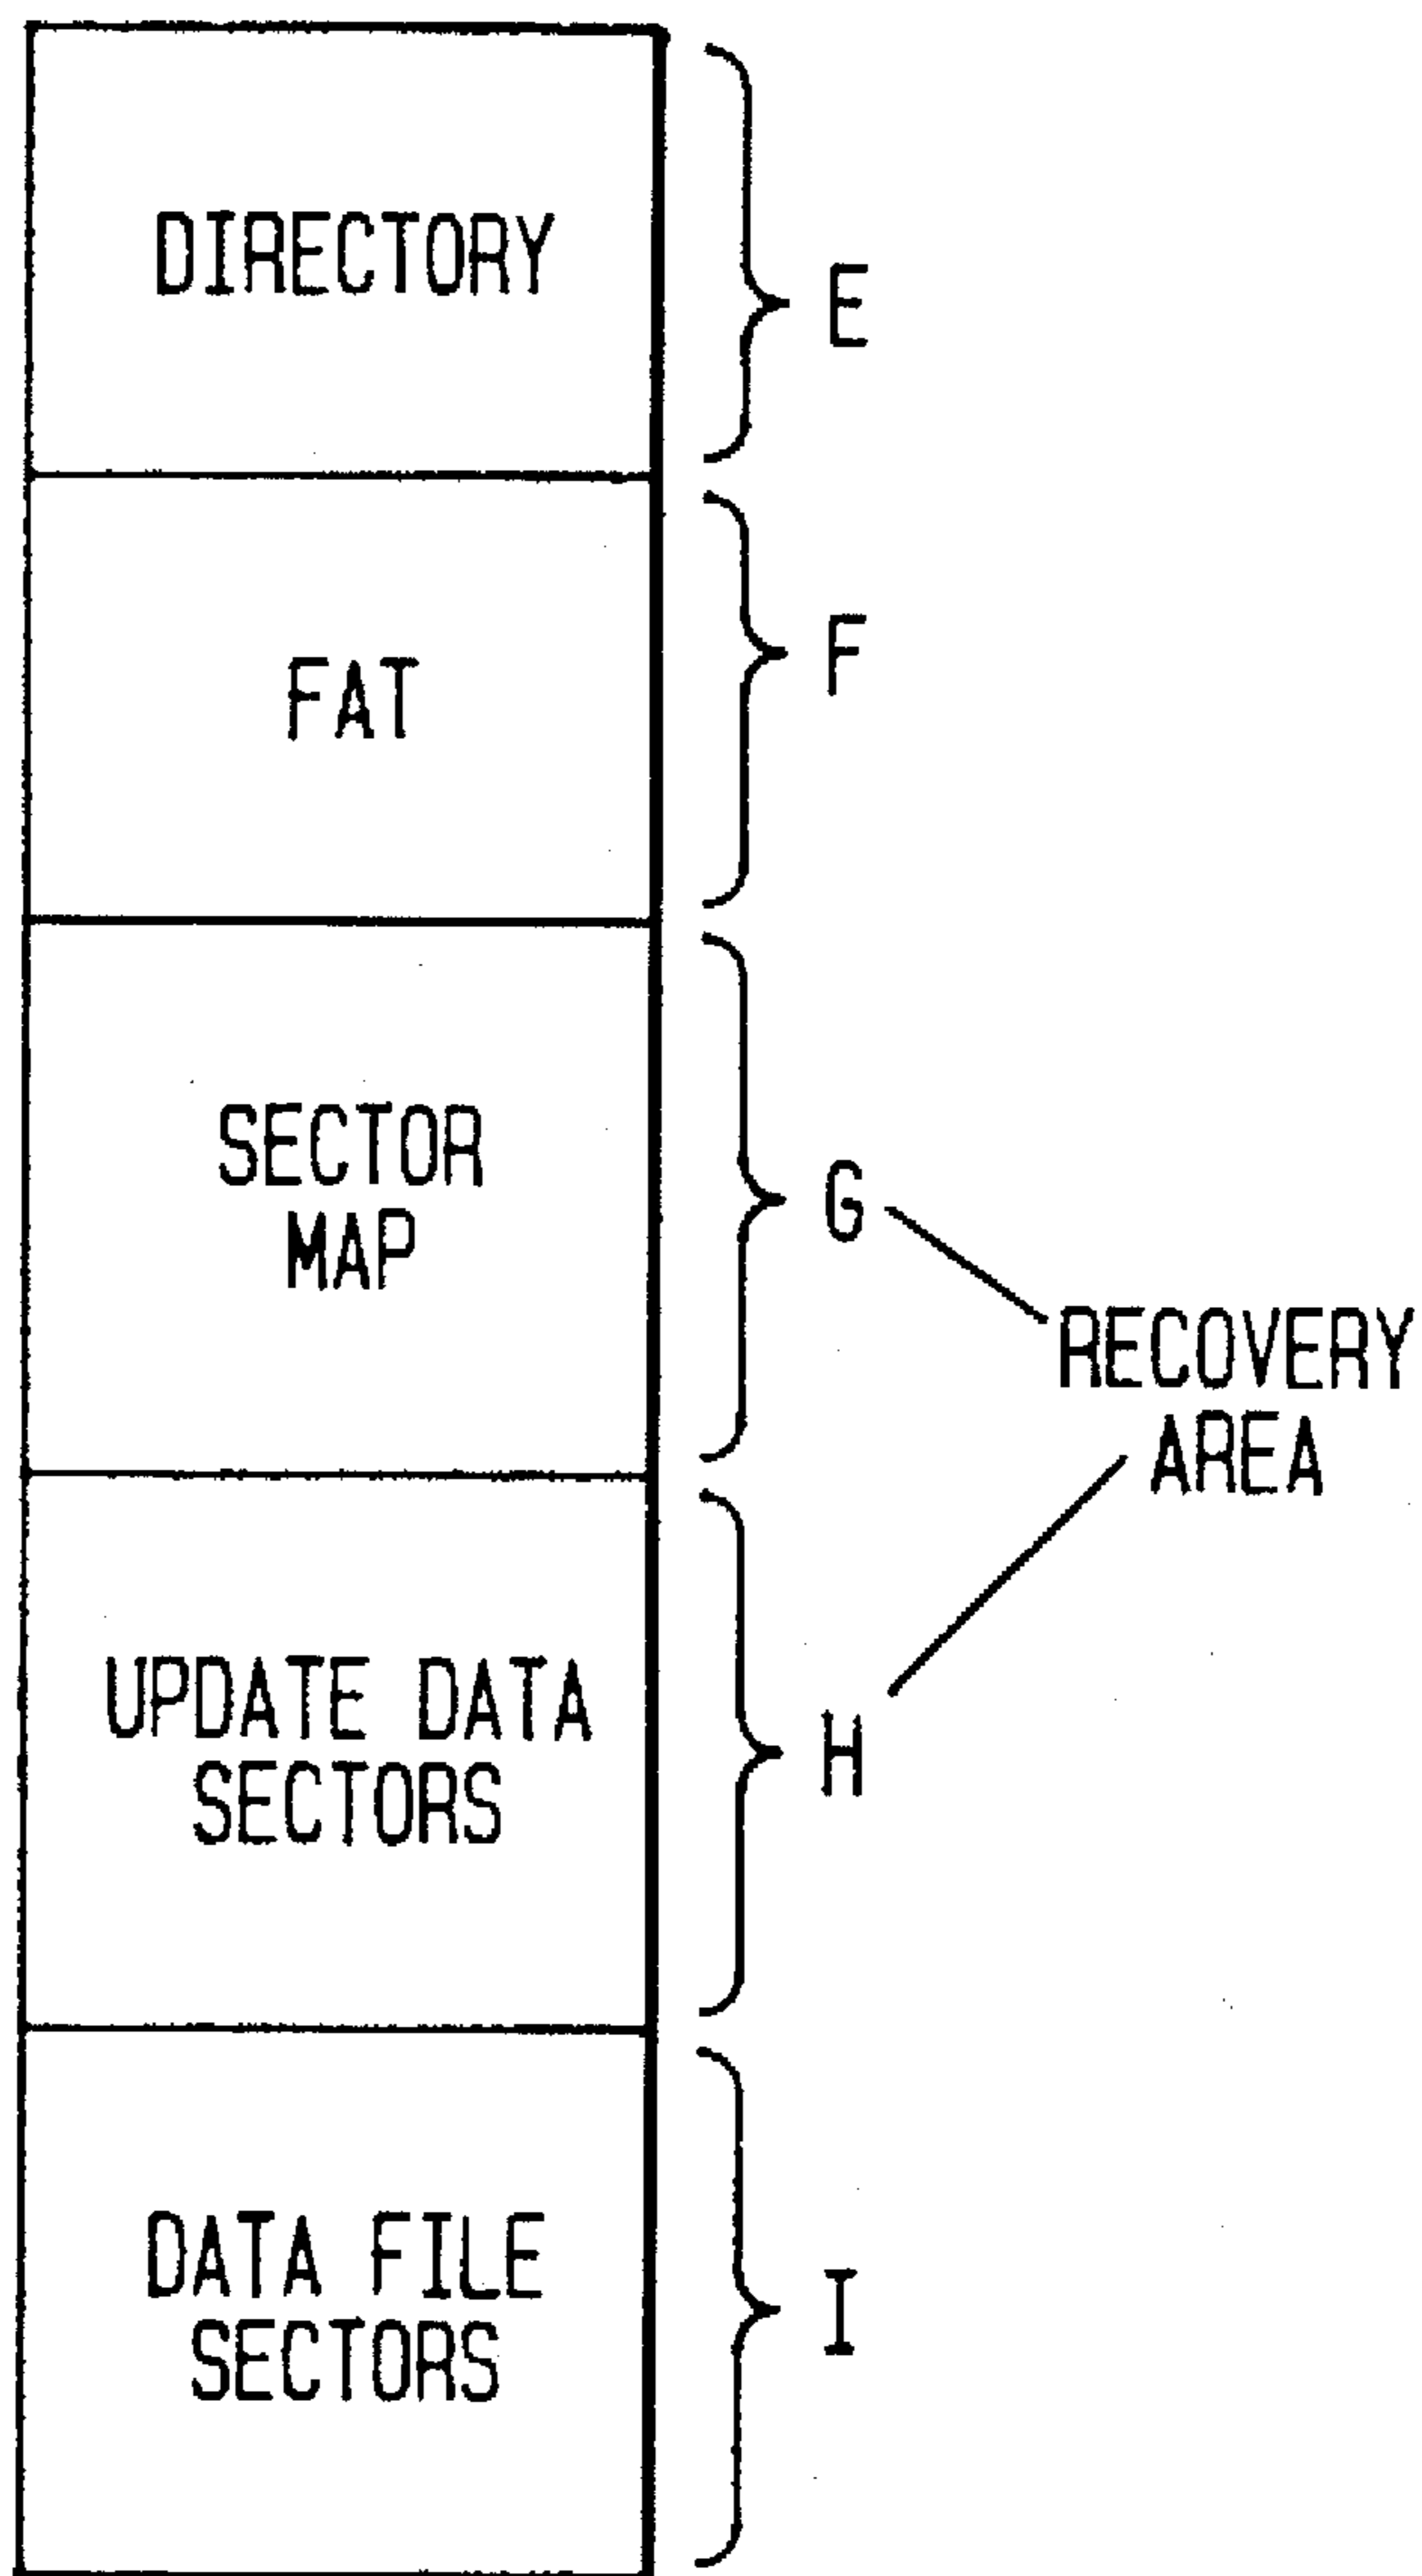 DIRECTORY
E
FAT
F
SECTOR
MAP
G
RECOVERY
AREA
UPDATE DATA
SECTORS
H
DATA FILE
SECTORS
I